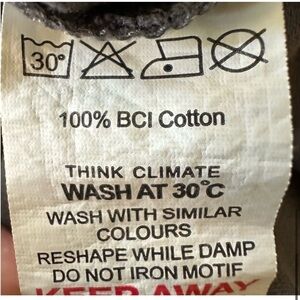 30°
100% BCI Cotton
THINK CLIMATE
WASH AT 30°C
WASH WITH SIMILAR
COLOURS
RESHAPE WHILE DAMP
DO NOT IRON MOTIF
KEEP AWAY